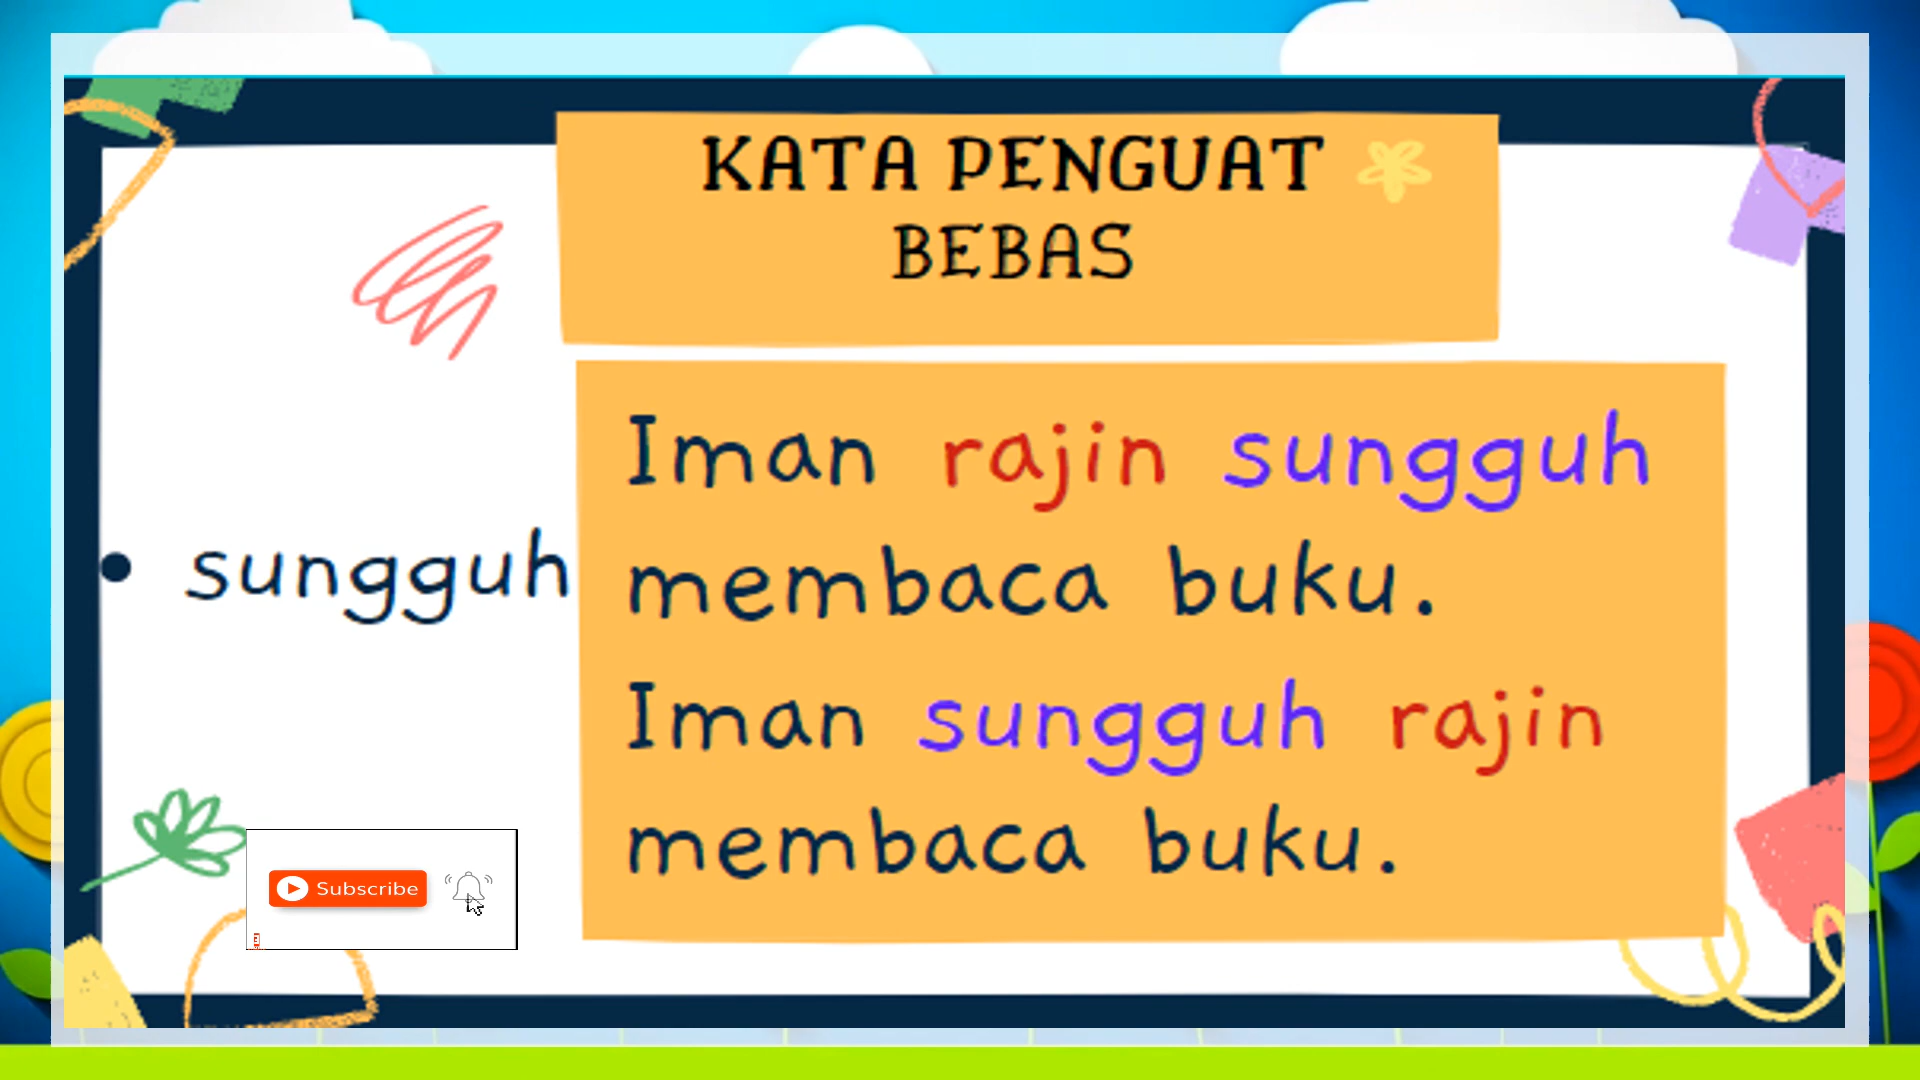 KATA PENGUAT
BEBAS
• sungguh
Iman rajin sungguh
membaca buku.
Iman sungguh rajin
membaca buku.
Subscribe